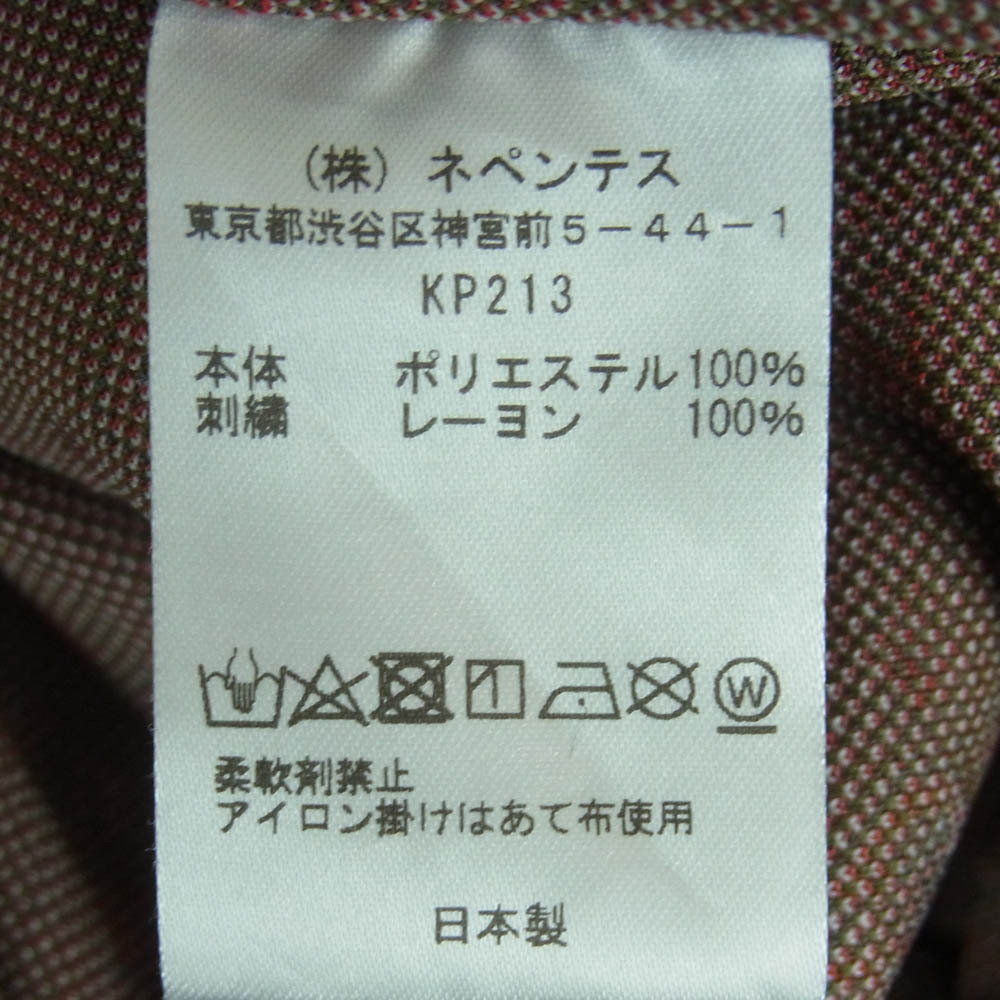 (株) ネペンテス
東京都渋谷区神宮前5-44-1
KP213
本体 ポリエステル100%
刺繍 レーヨン 100%
W
柔軟剤禁止
アイロン掛けはあて布使用
日本製